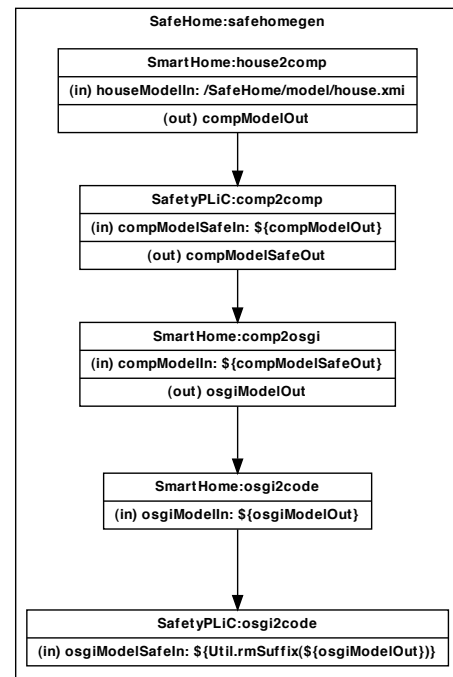 SafeHome:safehomegen
SmartHome:house2comp
(in) houseModelIn: /SafeHome/model/house.xmi
(out) compModelOut
SafetyPLiC:comp2comp
(in) compModelSafeIn: ${compModelOut}
(out) compModelSafeOut
SmartHome:comp2osgi
(in) compModelIn: ${compModelSafeOut}
(out) osgiModelOut
SmartHome:osgi2code
(in) osgiModelIn: ${osgiModelOut}
SafetyPLiC:osgi2code
(in) osgiModelSafeIn: ${Util.rmSuffix(${osgiModelOut})}